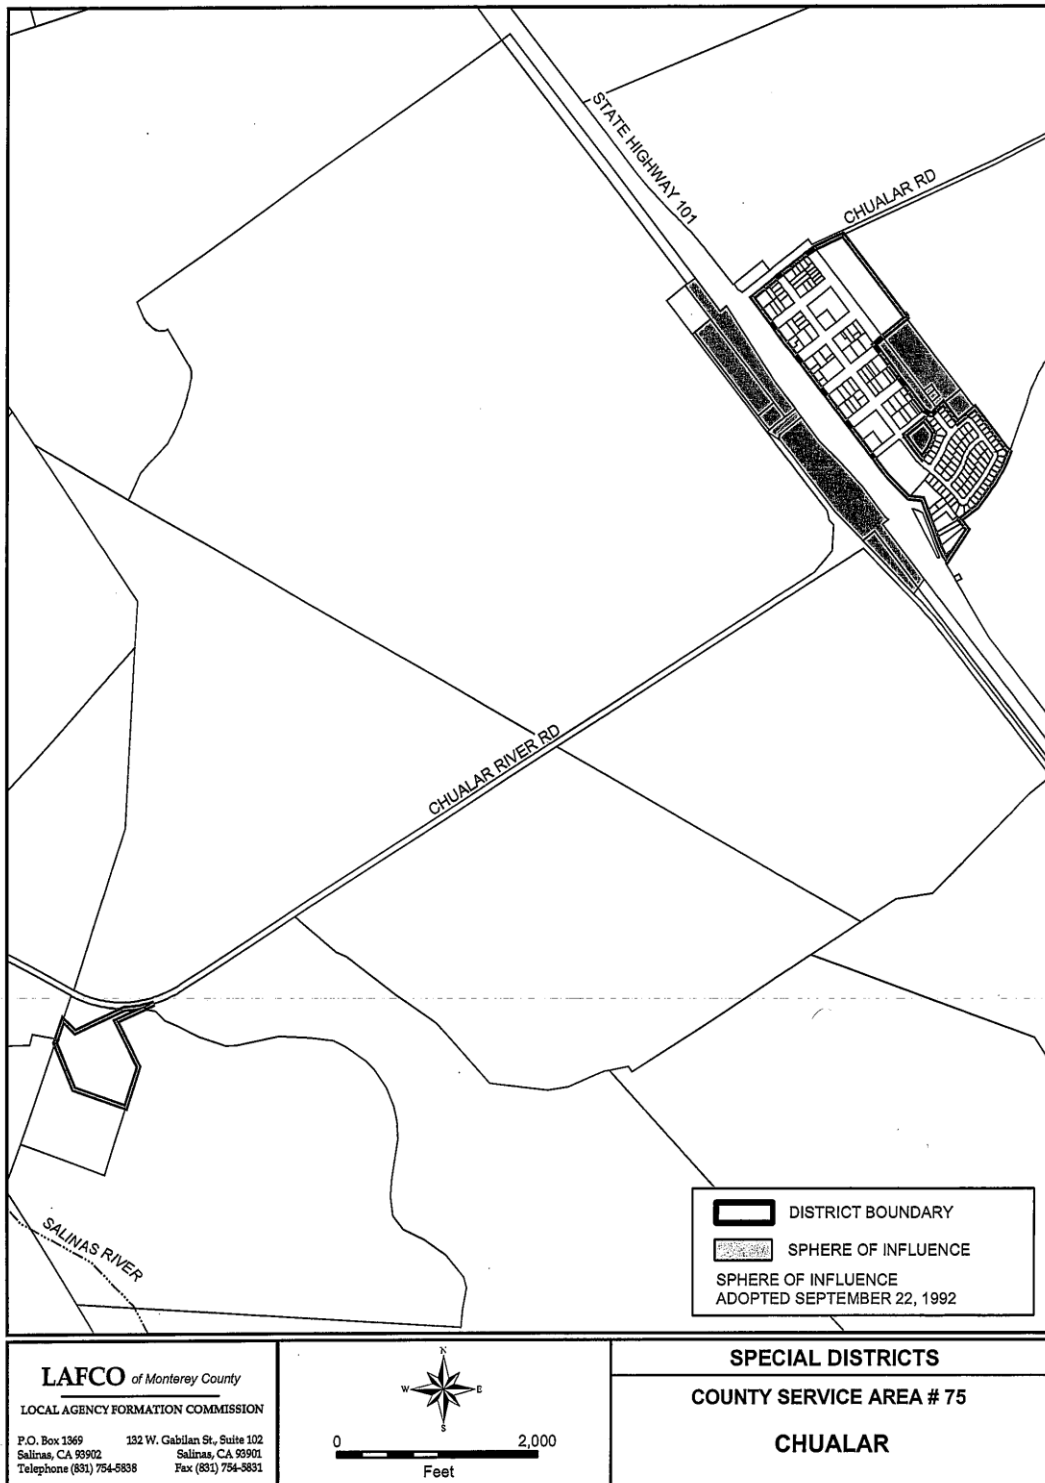 STATE HIGHWAY 101
CHUALAR RD
CHUALAR RIVER RD
SALINAS RIVER
DISTRICT BOUNDARY
SPHERE OF INFLUENCE
SPHERE OF INFLUENCE
ADOPTED SEPTEMBER 22, 1992
LAFCO of Monterey County
LOCAL AGENCY FORMATION COMMISSION
P.O. Box 1369 132 W. Gabilan St., Suite 102
Salinas, CA 93902 Salinas, CA 93901
Telephone (831) 754-5838 Fax (831) 754-5831
N
W E
S
0 2,000
Feet
SPECIAL DISTRICTS
COUNTY SERVICE AREA # 75
CHUALAR